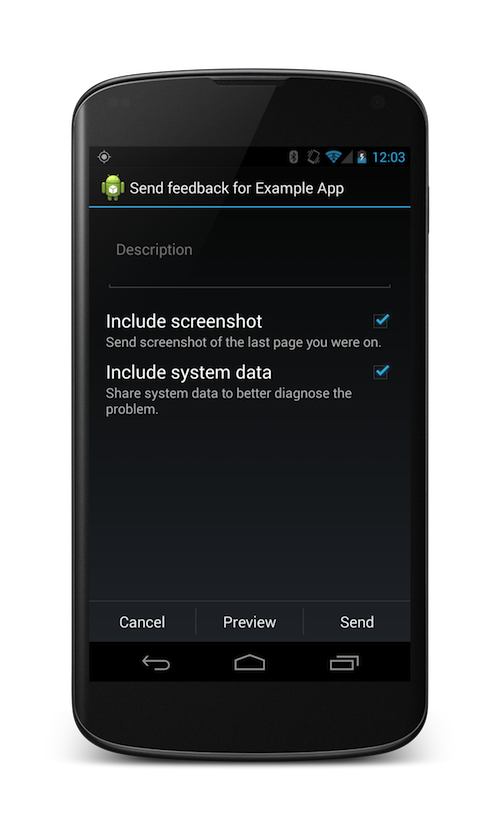 12:03
Send feedback for Example App
Description
Include screenshot
Send screenshot of the last page you were on.
Include system data
Share system data to better diagnose the
problem.
Cancel Preview Send